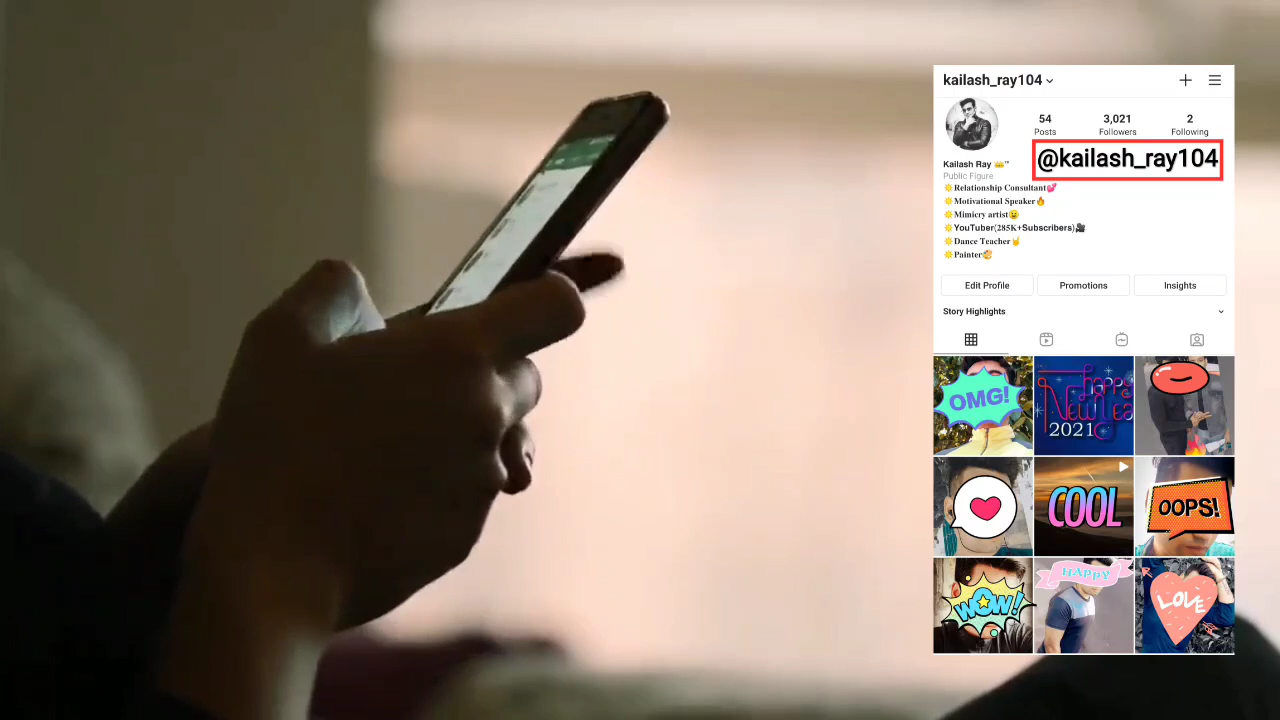 kailash_ray104
54 3,021 2
Posts Followers Following
@kailash_ray104
Kailash Ray 👑"
Public Figure
🔅Relationship Consultant💕
🔅Motivational Speaker🔥
🔅Mimicry artist😉
🔅YouTuber(285K+Subscribers)🎥
🔅Dance Teacher🤘
🔅Painter🎨
Edit Profile Promotions Insights
Story Highlights
OMG!
happy
New Yea
2021
COOL
OOPS!
WOW!
HAPPY
LOVE